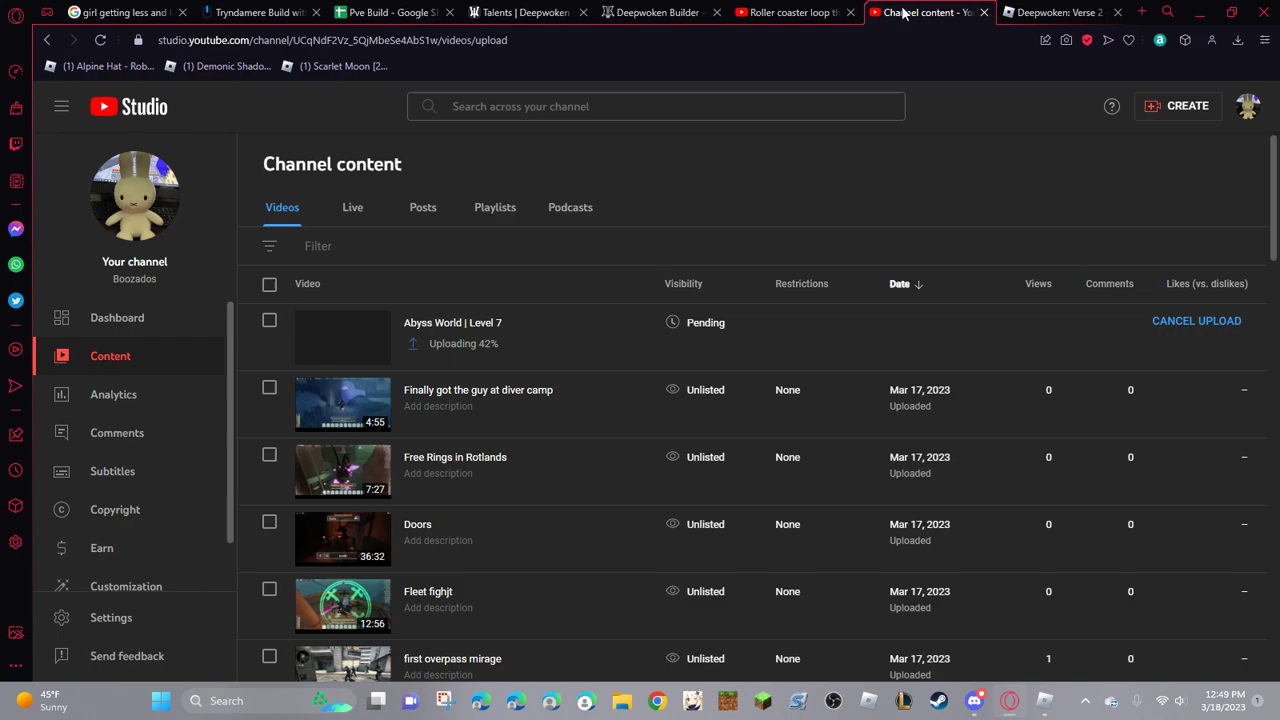 girl getting less and l
Tryndamere Build wit
Pve Build - Google S
Talents | Deepwoken
Deepwoken Builder -
Roller coaster loop th
Channel content - Yo
Deepwoken: Verse 2
studio.youtube.com/channel/UCqNdF2Vz_5QjMbeSe4AbS1w/videos/upload
(1) Alpine Hat - Rob...
(1) Demonic Shado...
(1) Scarlet Moon [2...
Studio
Search across your channel
CREATE
Your channel
Boozados
Dashboard
Content
Analytics
Comments
Subtitles
Copyright
Earn
Customization
Settings
Send feedback
Channel content
Videos Live Posts Playlists Podcasts
Filter
Video Visibility Restrictions Date Views Comments Likes (vs. dislikes)
Abyss World | Level 7 Pending CANCEL UPLOAD
Uploading 42%
Finally got the guy at diver camp Unlisted None Mar 17, 2023 0 0 –
Add description Uploaded
4:55
Free Rings in Rotlands Unlisted None Mar 17, 2023 0 0 –
Add description Uploaded
7:27
Doors Unlisted None Mar 17, 2023 0 0 –
Add description Uploaded
36:32
Fleet fighjt Unlisted None Mar 17, 2023 0 0 –
Add description Uploaded
12:56
first overpass mirage Unlisted None Mar 17, 2023 1 0 –
Add description Uploaded
45°F
Sunny
Search
12:49 PM
3/18/2023
1